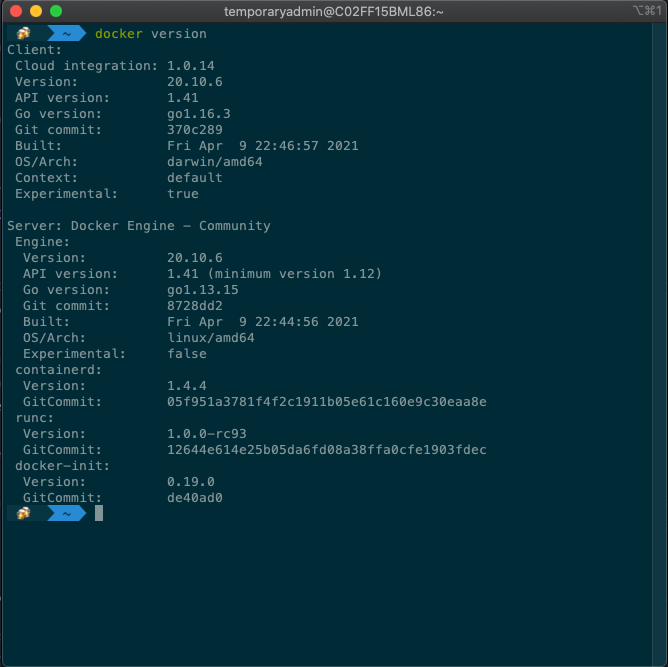 temporaryadmin@C02FF15BML86:~
⌥⌘1
~ docker version
Client:
 Cloud integration: 1.0.14
 Version:           20.10.6
 API version:       1.41
 Go version:        go1.16.3
 Git commit:        370c289
 Built:             Fri Apr  9 22:46:57 2021
 OS/Arch:           darwin/amd64
 Context:           default
 Experimental:      true

Server: Docker Engine - Community
 Engine:
  Version:          20.10.6
  API version:      1.41 (minimum version 1.12)
  Go version:       go1.13.15
  Git commit:       8728dd2
  Built:            Fri Apr  9 22:44:56 2021
  OS/Arch:          linux/amd64
  Experimental:     false
 containerd:
  Version:          1.4.4
  GitCommit:        05f951a3781f4f2c1911b05e61c160e9c30eaa8e
 runc:
  Version:          1.0.0-rc93
  GitCommit:        12644e614e25b05da6fd08a38ffa0cfe1903fdec
 docker-init:
  Version:          0.19.0
  GitCommit:        de40ad0
~